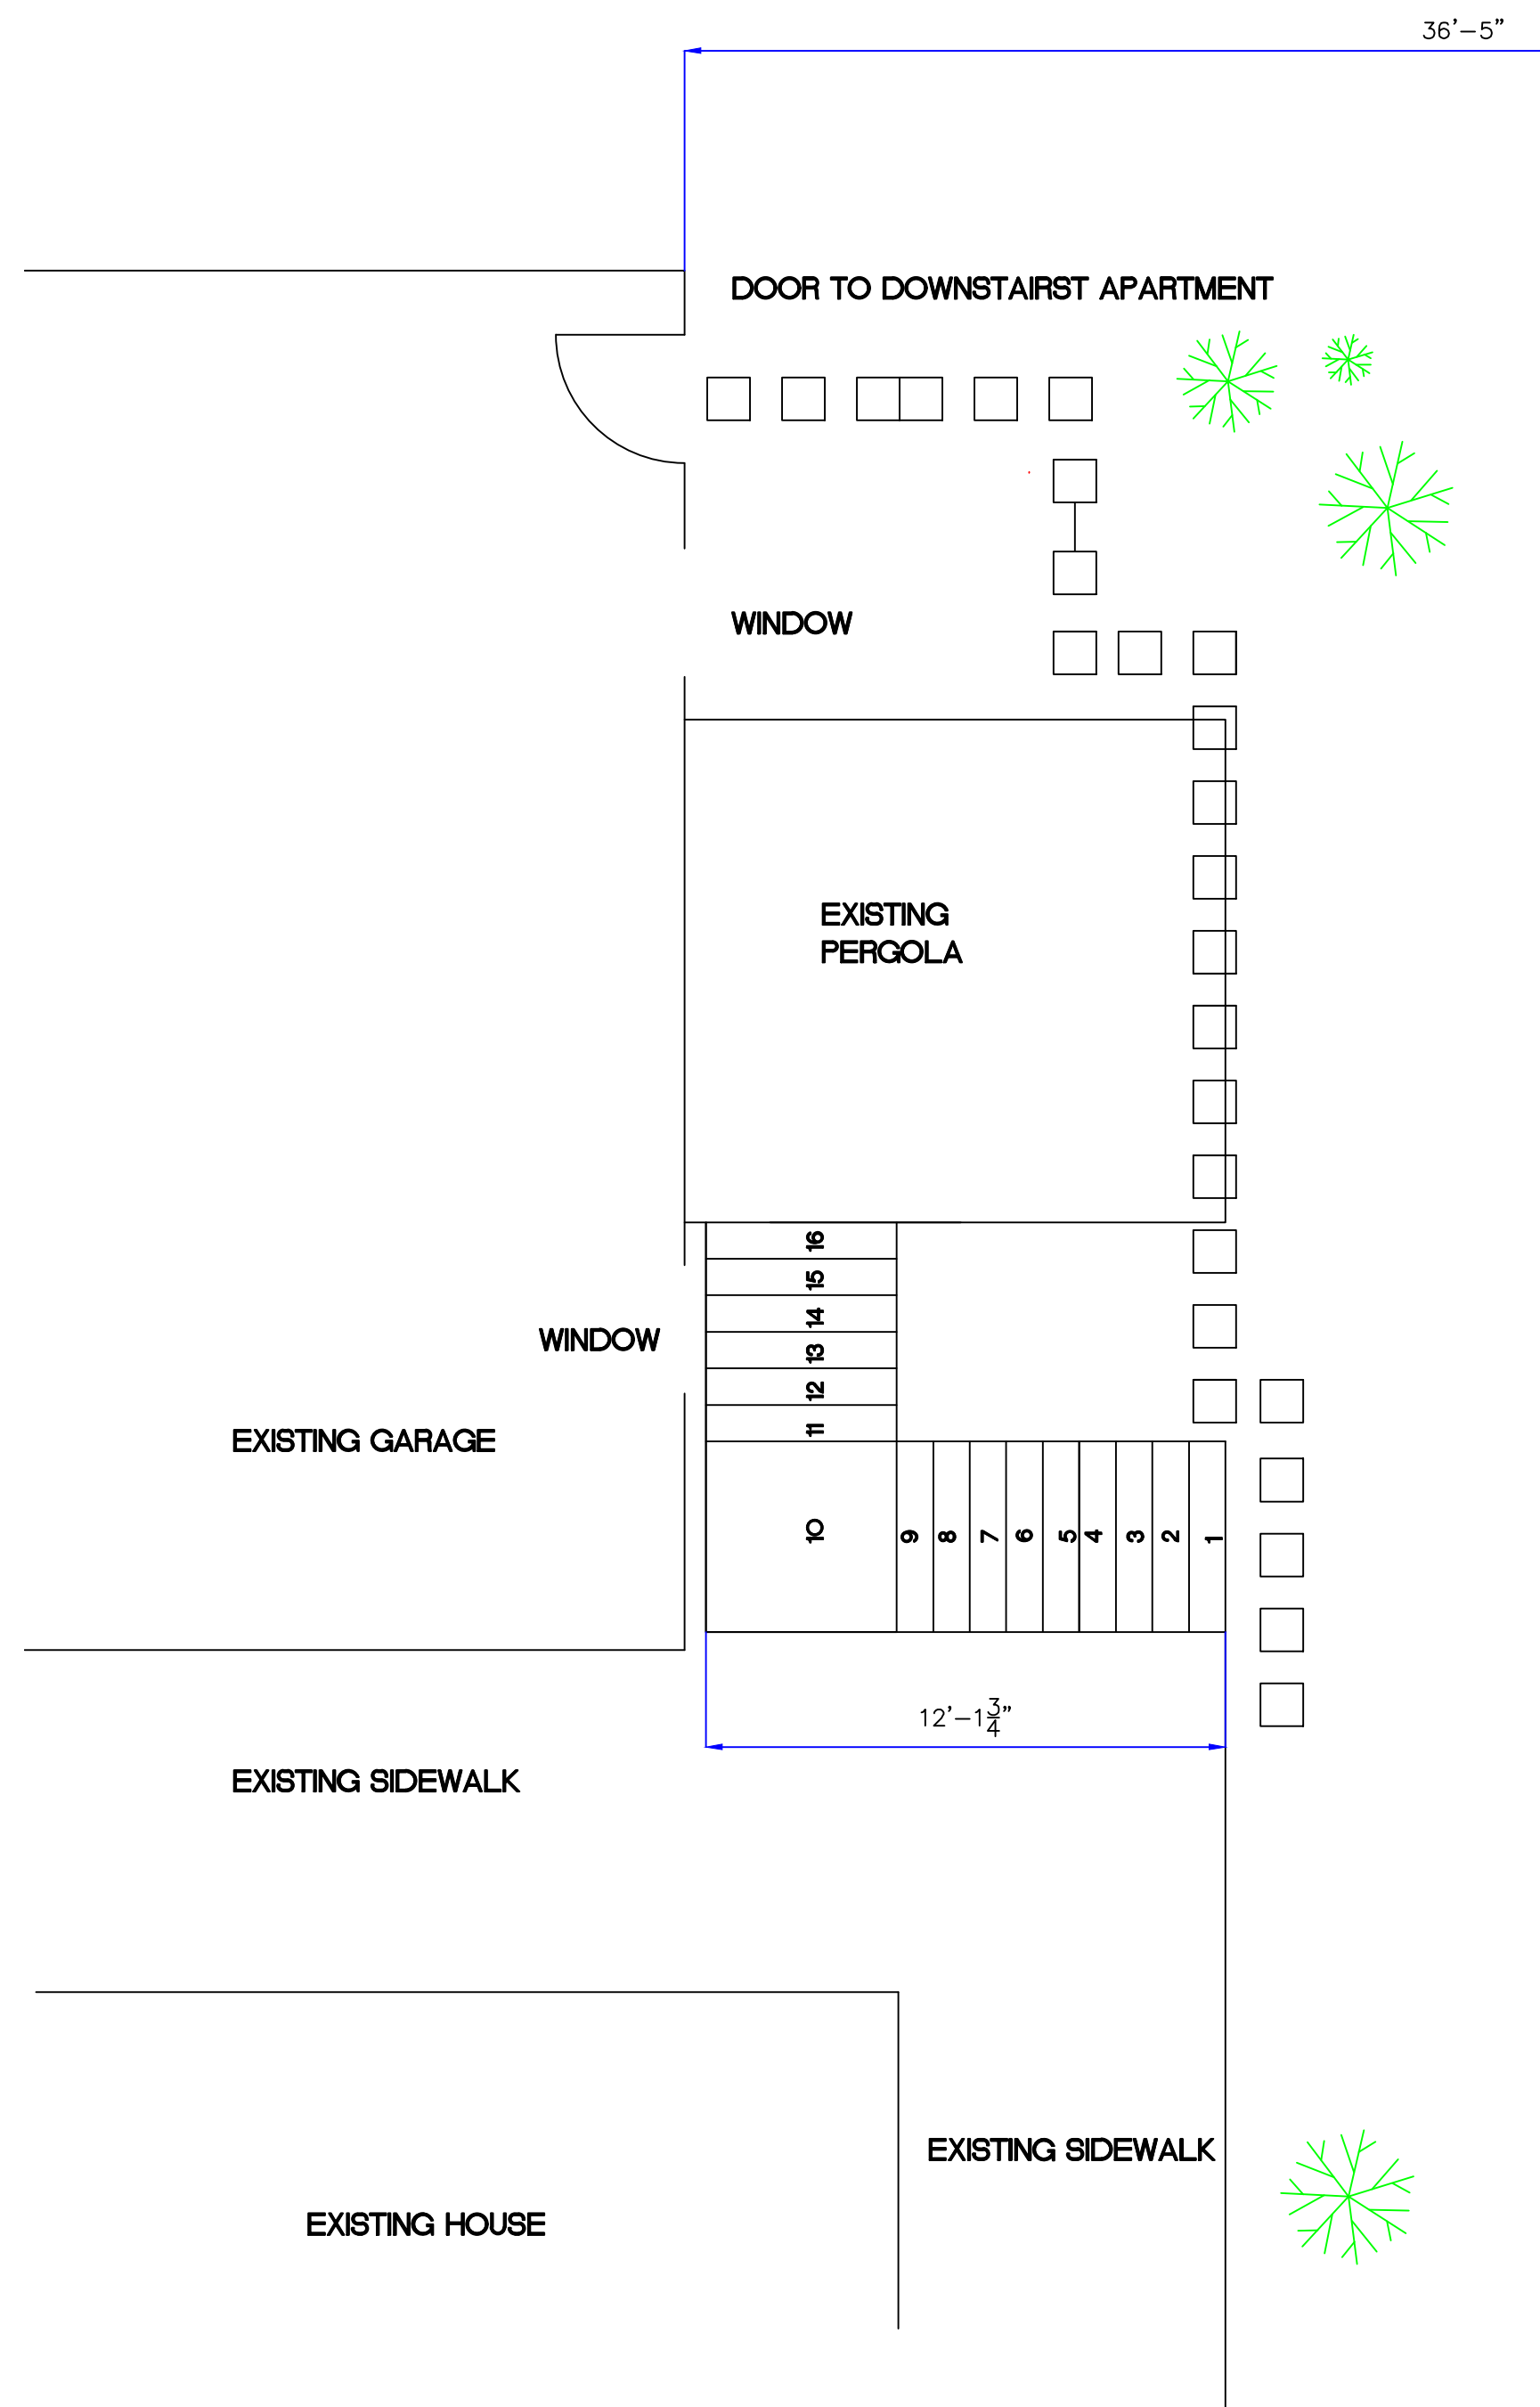 36'-5"
DOOR TO DOWNSTAIRST APARTMENT
WINDOW
EXISTING
PERGOLA
16
15
14
13
12
11
10
9 8 7 6 5 4 3 2 1
WINDOW
EXISTING GARAGE
12'-1 3/4"
EXISTING SIDEWALK
EXISTING SIDEWALK
EXISTING HOUSE